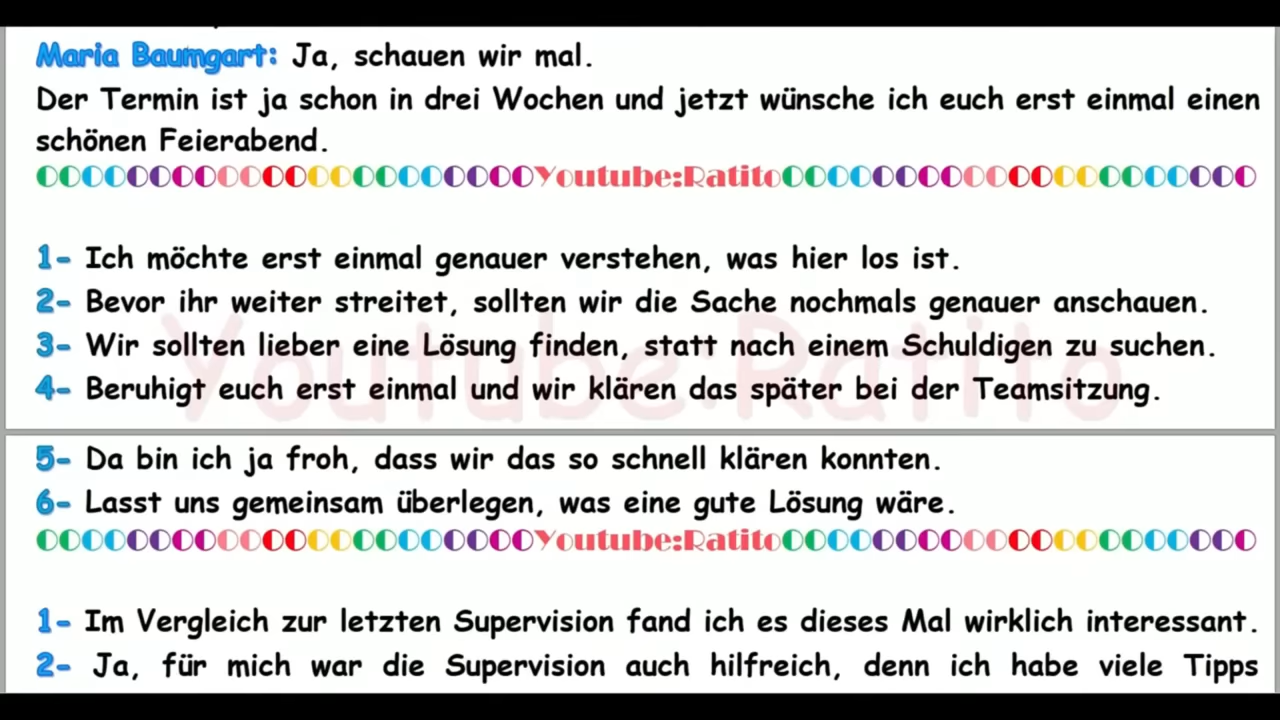 Maria Baumgart: Ja, schauen wir mal.
Der Termin ist ja schon in drei Wochen und jetzt wünsche ich euch erst einmal einen
schönen Feierabend.
Youtube:Ratito
1- Ich möchte erst einmal genauer verstehen, was hier los ist.
2- Bevor ihr weiter streitet, sollten wir die Sache nochmals genauer anschauen.
3- Wir sollten lieber eine Lösung finden, statt nach einem Schuldigen zu suchen.
Youtube:Ratito
4- Beruhigt euch erst einmal und wir klären das später bei der Teamsitzung.
5- Da bin ich ja froh, dass wir das so schnell klären konnten.
6- Lasst uns gemeinsam überlegen, was eine gute Lösung wäre.
Youtube:Ratito
1- Im Vergleich zur letzten Supervision fand ich es dieses Mal wirklich interessant.
2- Ja, für mich war die Supervision auch hilfreich, denn ich habe viele Tipps